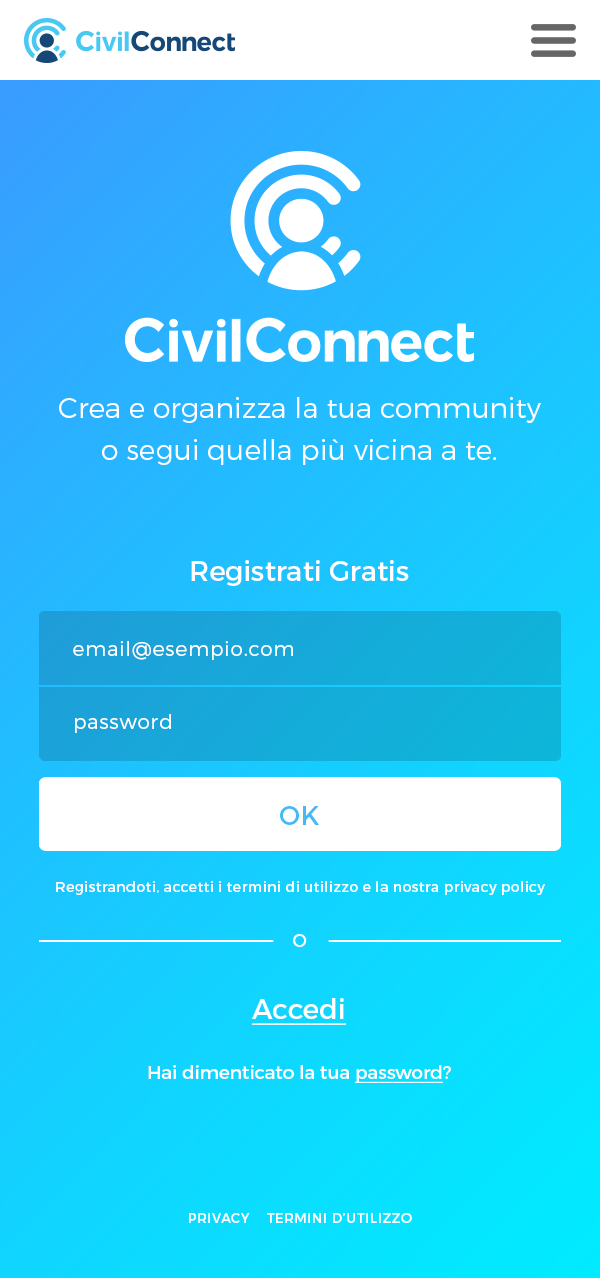 CivilConnect
CivilConnect
Crea e organizza la tua community
o segui quella più vicina a te.
Registrati Gratis
email@esempio.com
password
OK
Registrandoti, accetti i termini di utilizzo e la nostra privacy policy
O
Accedi
Hai dimenticato la tua password?
PRIVACY TERMINI D'UTILIZZO